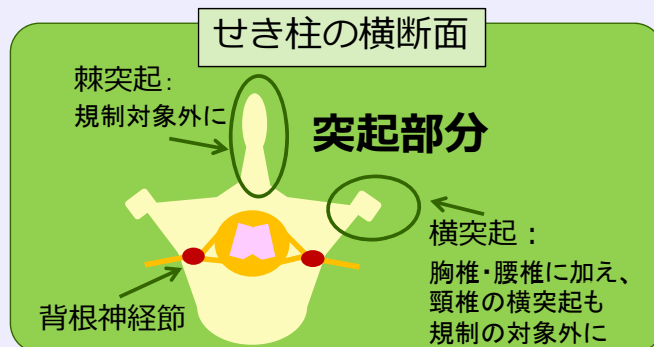 せき柱の横断面
棘突起:
規制対象外に
突起部分
横突起：
胸椎・腰椎に加え、
頸椎の横突起も
規制の対象外に
背根神経節